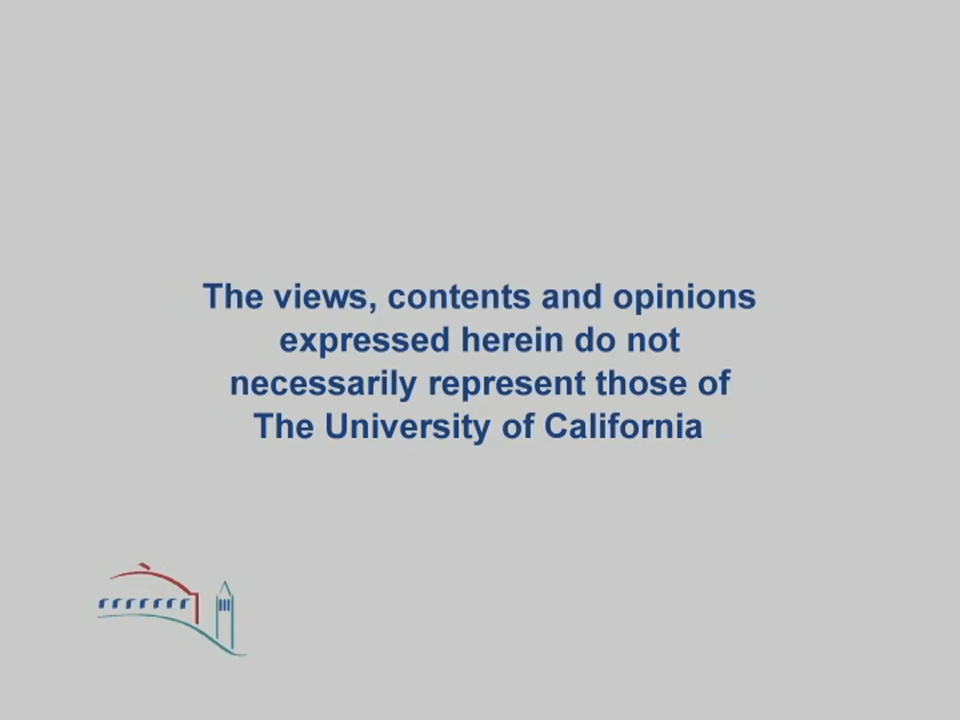 The views, contents and opinions
expressed herein do not
necessarily represent those of
The University of California